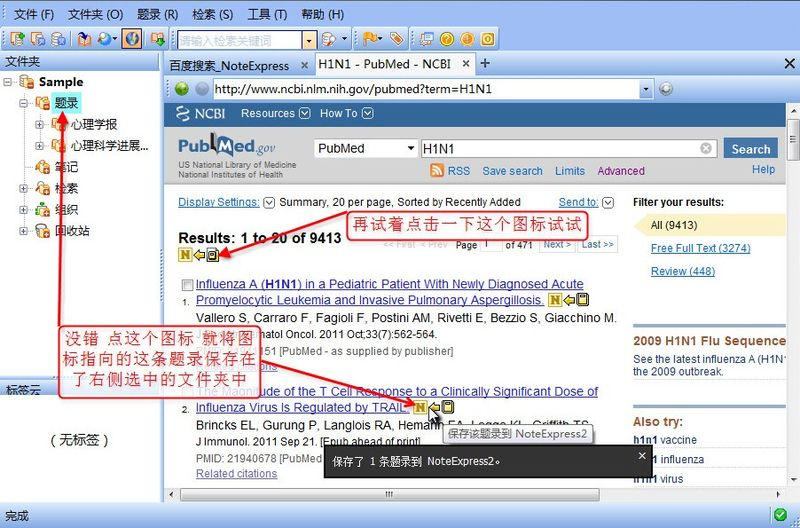 文件 (F) 文件夹 (O) 题录 (R) 检索 (S) 工具 (T) 帮助 (H)
请输入检索关键词
文件夹
Sample
题录
心理学报
心理科学进展...
笔记
检索
组织
回收站
标签云
(无标签)
百度搜索_NoteExpress
H1N1 - PubMed - NCBI
http://www.ncbi.nlm.nih.gov/pubmed?term=H1N1
NCBI Resources How To
PubMed.gov
US National Library of Medicine
National Institutes of Health
PubMed
H1N1
Search
RSS Save search Limits Advanced
Help
Display Settings: Summary, 20 per page, Sorted by Recently Added Send to:
再试着点击一下这个图标试试
Results: 1 to 20 of 9413
<< First < Prev Page 1 of 471 Next > Last >>
N
Influenza A (H1N1) in a Pediatric Patient With Newly Diagnosed Acute
1. Promyelocytic Leukemia and Invasive Pulmonary Aspergillosis. N
Vallero S, Carraro F, Fagioli F, Postini AM, Rivetti E, Bezzio S, Giacchino M.
matol Oncol. 2011 Oct;33(7):562-564.
151 [PubMed - as supplied by publisher]
没错 点这个图标 就将图
标指向的这条题录保存在
了右侧选中的文件夹中
The Magnitude of the T Cell Response to a Clinically Significant Dose of
2. Influenza Virus Is Regulated by TRAIL. N
Brincks EL, Gurung P, Langlois RA, Hemann EA, Legge KL, Griffith TS.
J Immunol. 2011 Sep 21. [Epub ahead of print]
PMID: 21940678 [PubMed
Related citations
保存该题录到 NoteExpress2
保存了 1 条题录到 NoteExpress2。
Filter your results:
All (9413)
Free Full Text (3274)
Review (448)
2009 H1N1 Flu Sequence
See the latest influenza A (H1N
the 2009 outbreak.
Also try:
h1n1 vaccine
h1n1 influenza
h1n1 virus
完成